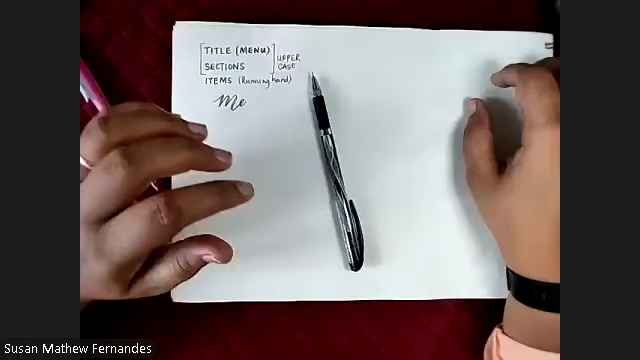 TITLE (MENU)
SECTIONS
UPPER
CASE
ITEMS (Running hand)
Me
Susan Mathew Fernandes